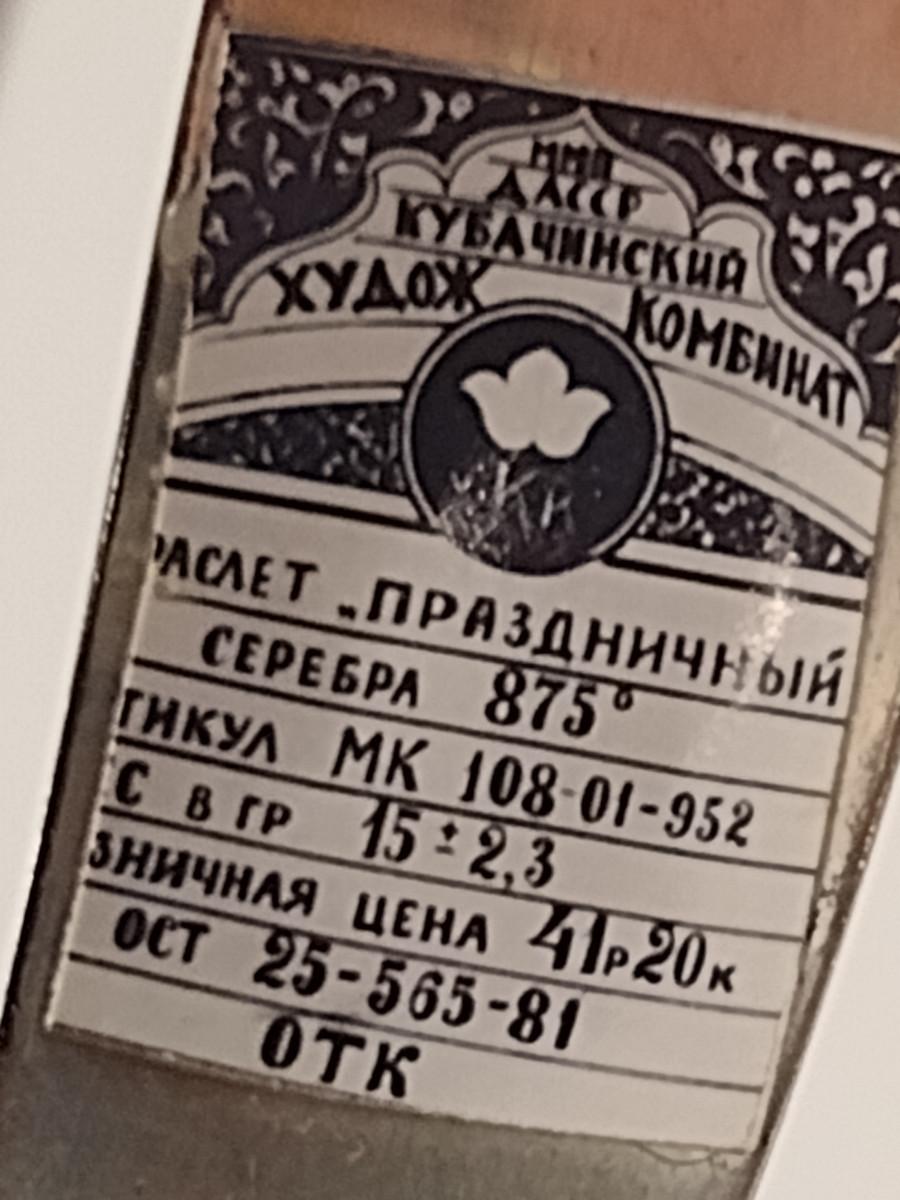 ММП
ДАССР
КУБАЧИНСКИЙ
ХУДОЖ КОМБИНАТ
РАСЛЕТ „ПРАЗДНИЧНЫЙ
СЕРЕБРА 875°
ТИКУЛ МК 108-01-952
С В ГР 15±2,3
ЗНИЧНАЯ ЦЕНА 41р20к
ОСТ 25-565-81
ОТК